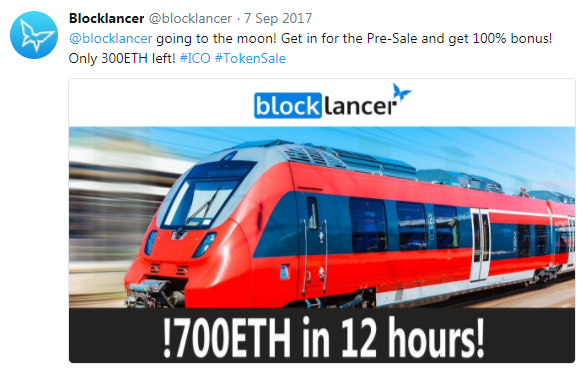 Blocklancer @blocklancer · 7 Sep 2017
@blocklancer going to the moon! Get in for the Pre-Sale and get 100% bonus!
Only 300ETH left! #ICO #TokenSale
blocklancer
!700ETH in 12 hours!